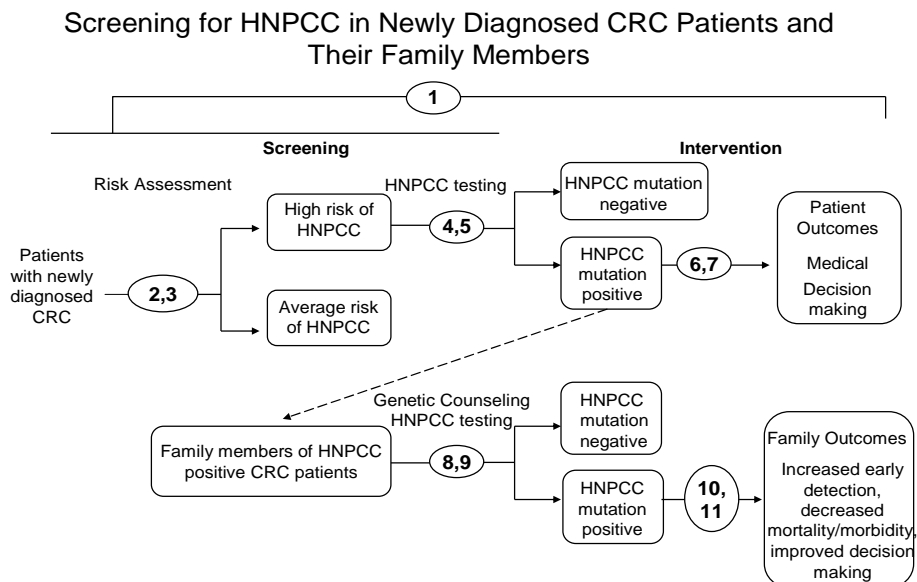 Screening for HNPCC in Newly Diagnosed CRC Patients and
Their Family Members
1
Screening
Intervention
Risk Assessment
HNPCC testing
High risk of
HNPCC
4,5
HNPCC mutation
negative
Patient
Outcomes
Medical
Decision
making
Patients
with newly
diagnosed
CRC
2,3
HNPCC
mutation
positive
6,7
Average risk
of HNPCC
Genetic Counseling
HNPCC testing
HNPCC
mutation
negative
Family members of HNPCC
positive CRC patients
8,9
HNPCC
mutation
positive
10,
11
Family Outcomes
Increased early
detection,
decreased
mortality/morbidity,
improved decision
making